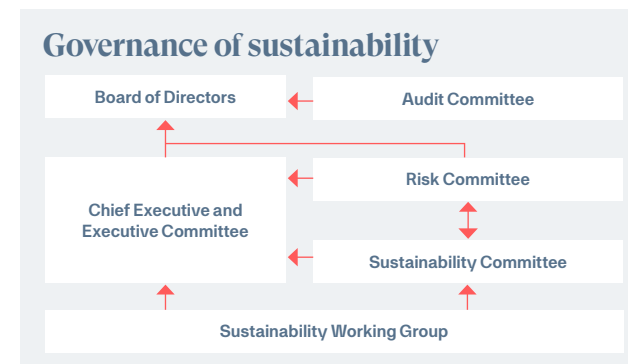 Governance of sustainability
Board of Directors
Audit Committee
Risk Committee
Chief Executive and
Executive Committee
Sustainability Committee
Sustainability Working Group